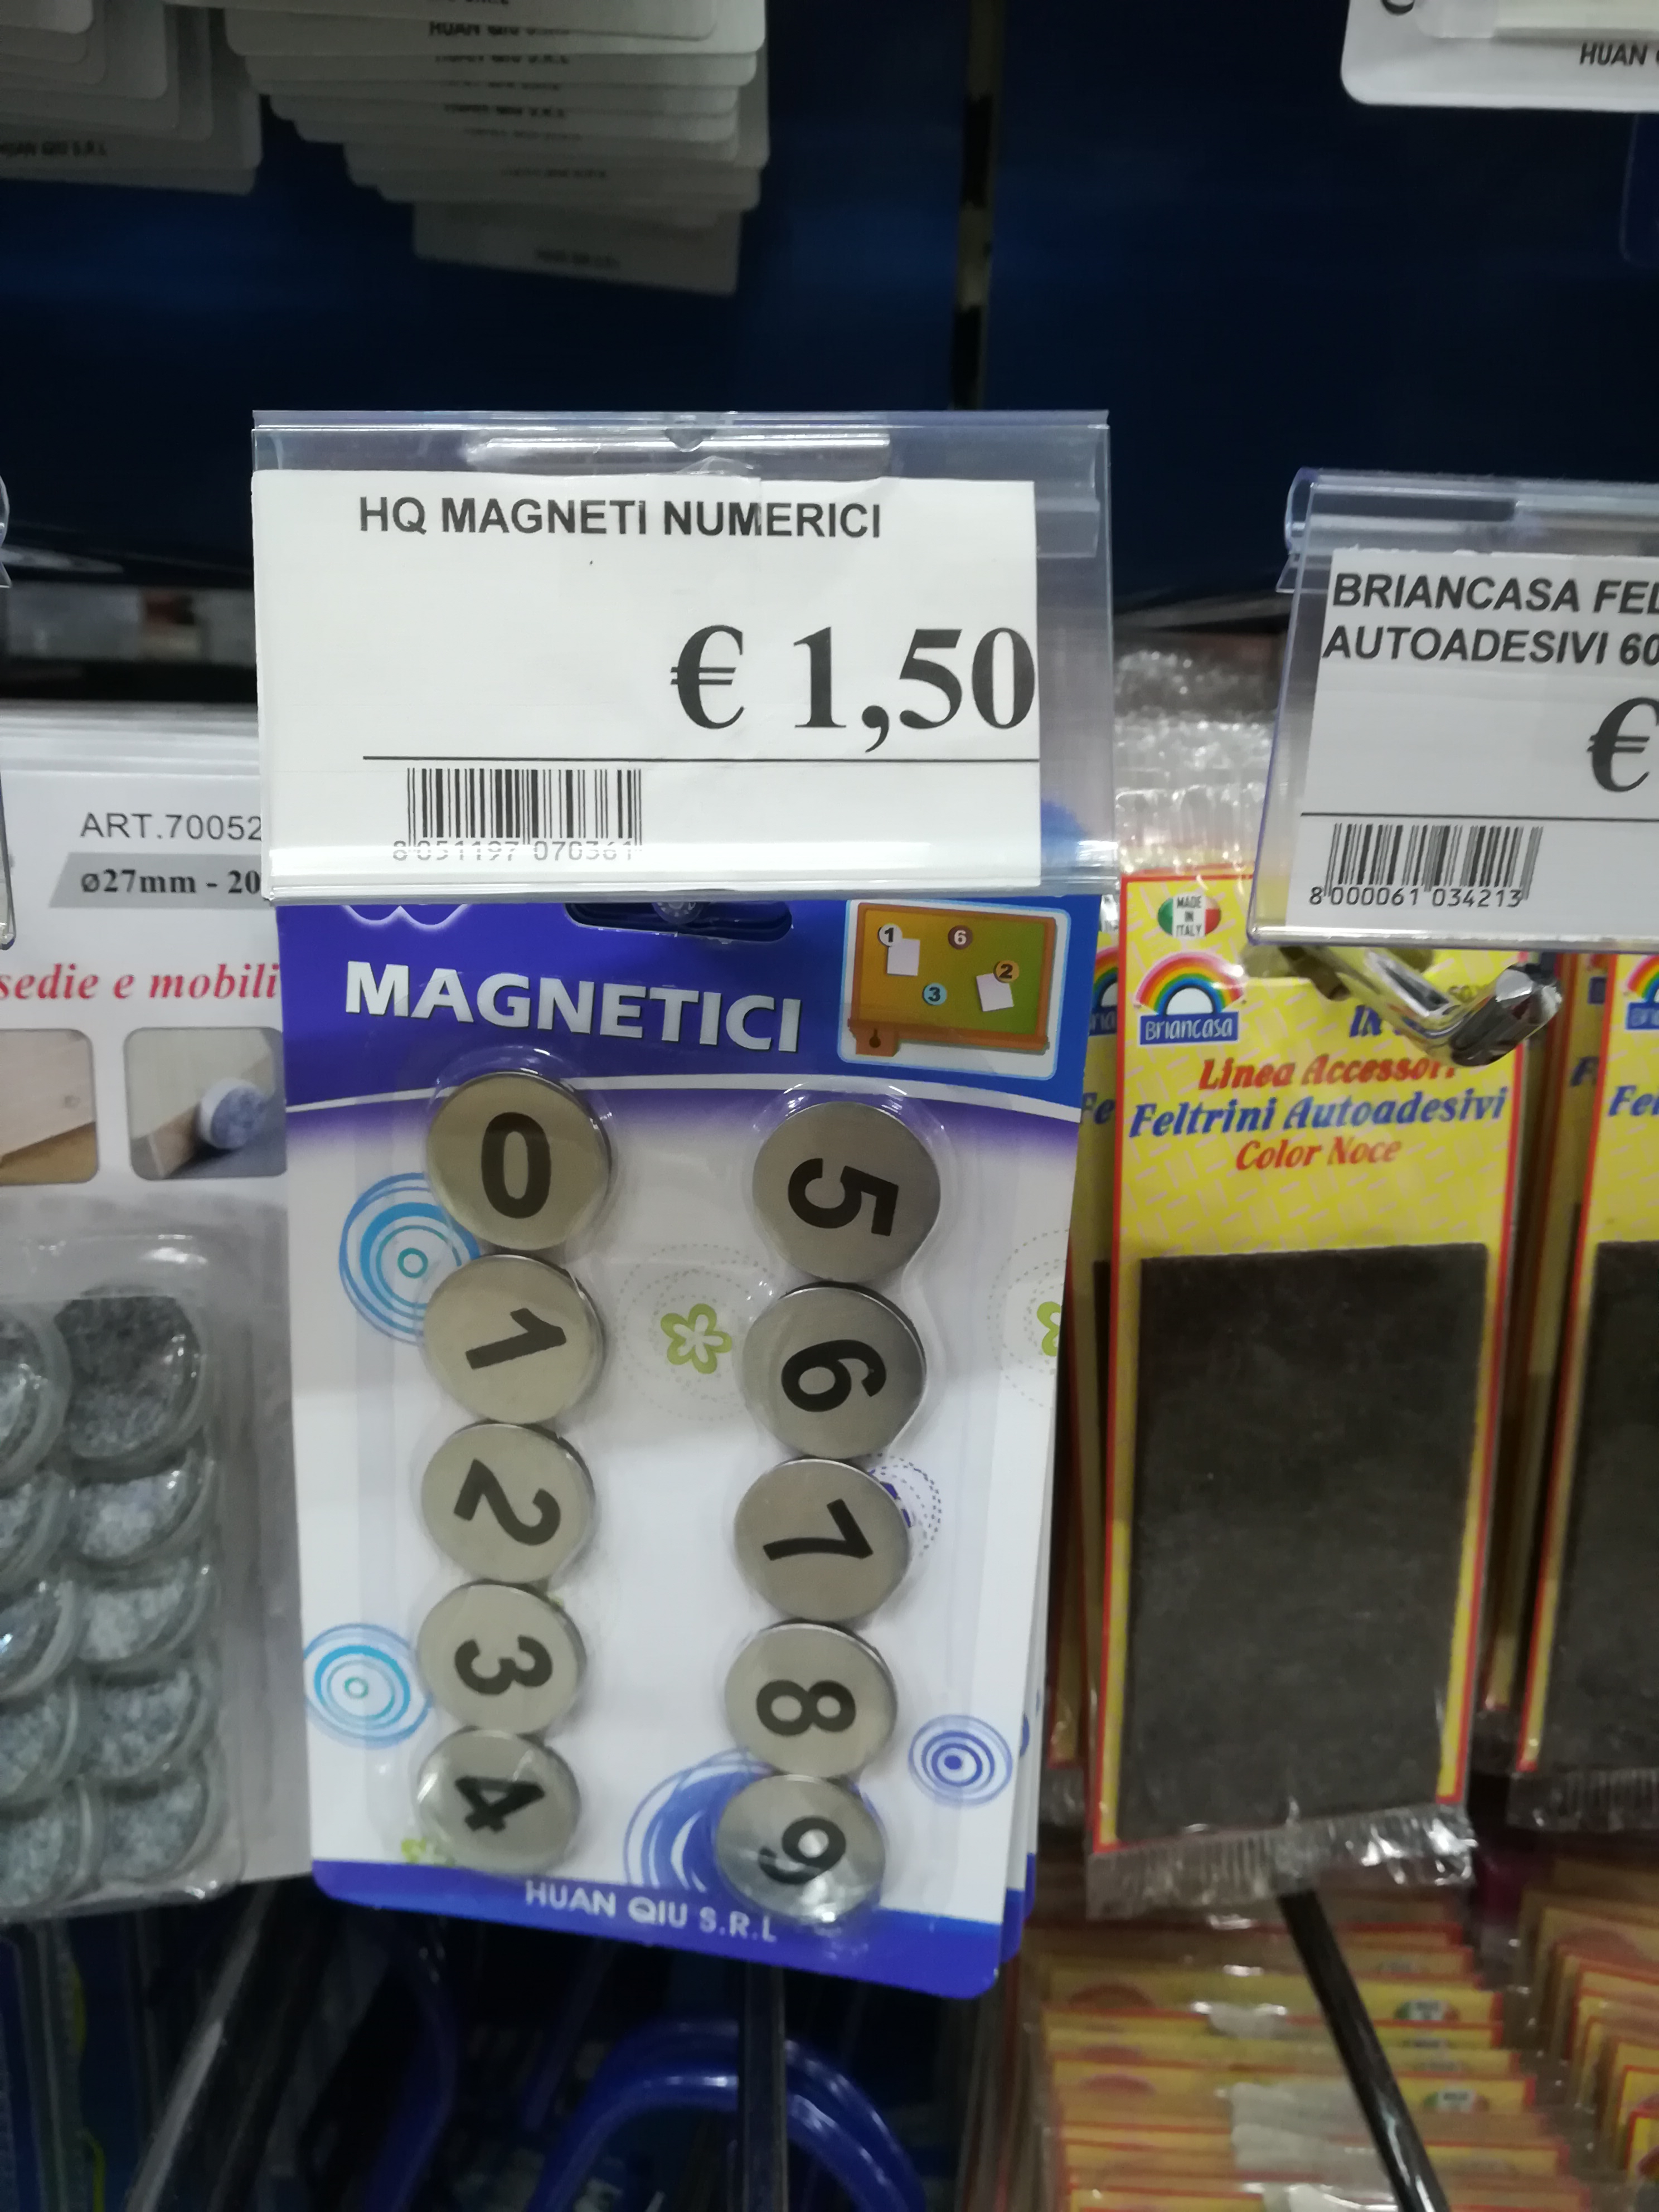 HUAN QIU S.R.L
HUAN
HUAN QIU S.R.L
HQ MAGNETI NUMERICI
€ 1,50
8 051197 070361
BRIANCASA
AUTOADESIVI 60
€
8 000061 034213
ART.70052
ø27mm - 20
sedie e mobili
MAGNETICI
1
6
2
3
0
5
1
6
2
7
3
8
4
9
HUAN QIU S.R.L
MADE
IN
ITALY
Briancasa
Linea Accessori
Feltrini Autoadesivi
Color Noce